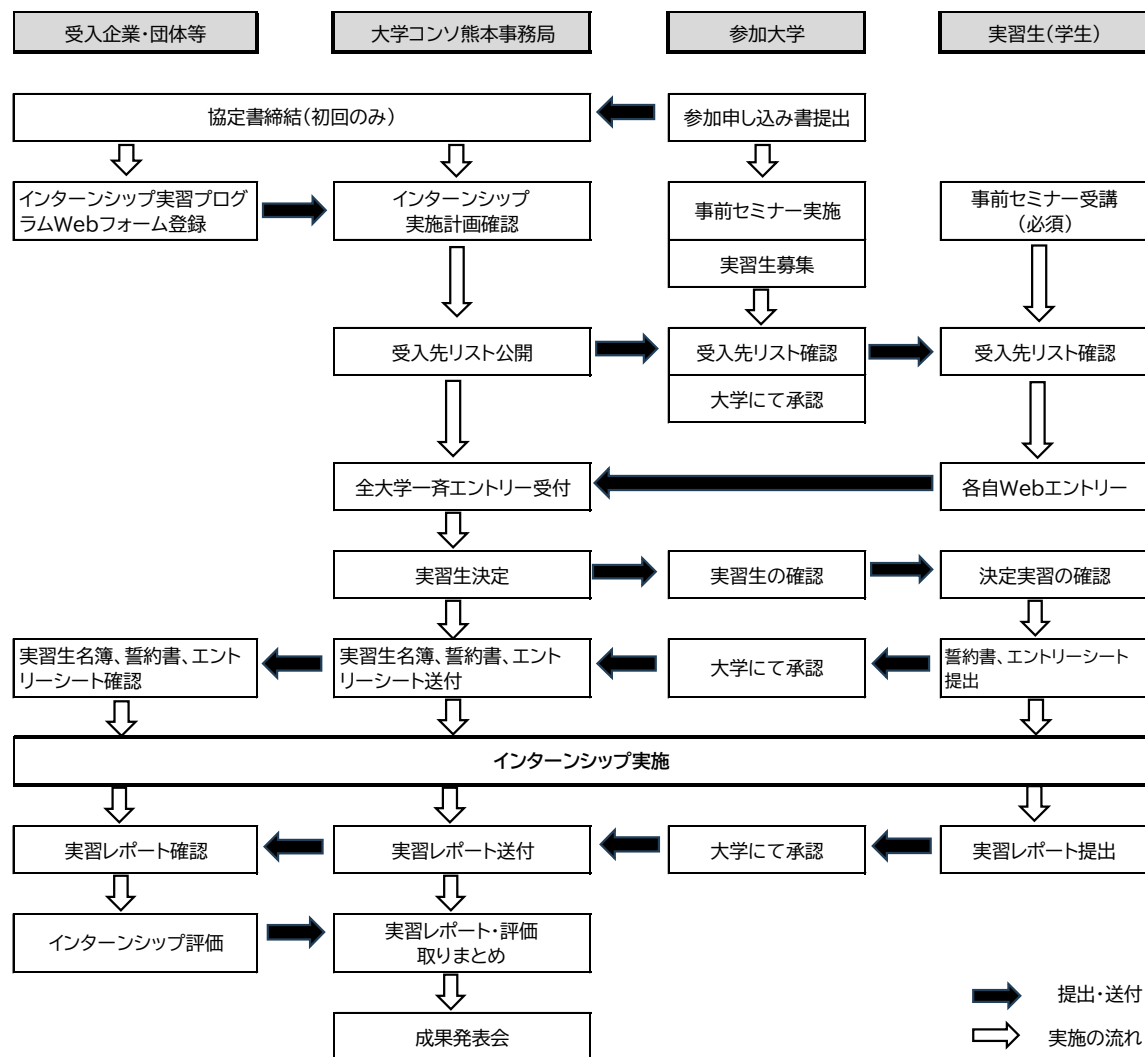 受入企業・団体等
大学コンソ熊本事務局
参加大学
実習生(学生)
協定書締結(初回のみ)
参加申し込み書提出
インターンシップ実習プログ
ラムWebフォーム登録
インターンシップ
実施計画確認
事前セミナー実施
事前セミナー受講
(必須)
実習生募集
受入先リスト公開
受入先リスト確認
受入先リスト確認
大学にて承認
全大学一斉エントリー受付
各自Webエントリー
実習生決定
実習生の確認
決定実習の確認
実習生名簿、誓約書、エント
リーシート確認
実習生名簿、誓約書、エント
リーシート送付
大学にて承認
誓約書、エントリーシート
提出
インターンシップ実施
実習レポート確認
実習レポート送付
大学にて承認
実習レポート提出
インターンシップ評価
実習レポート・評価
取りまとめ
成果発表会
提出・送付
実施の流れ